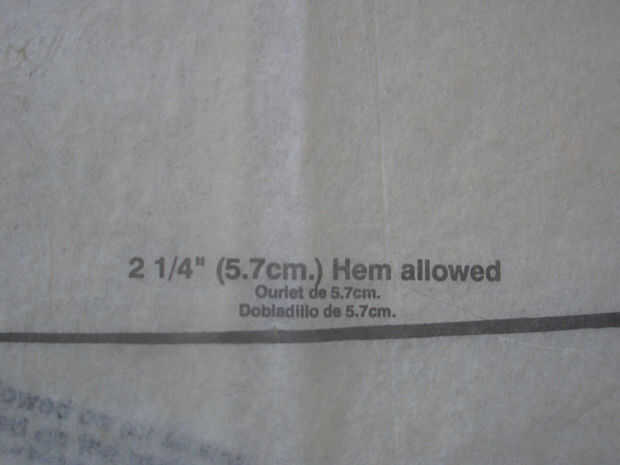 2 1/4" (5.7cm.) Hem allowed
Ourlet de 5.7cm.
Dobladillo de 5.7cm.